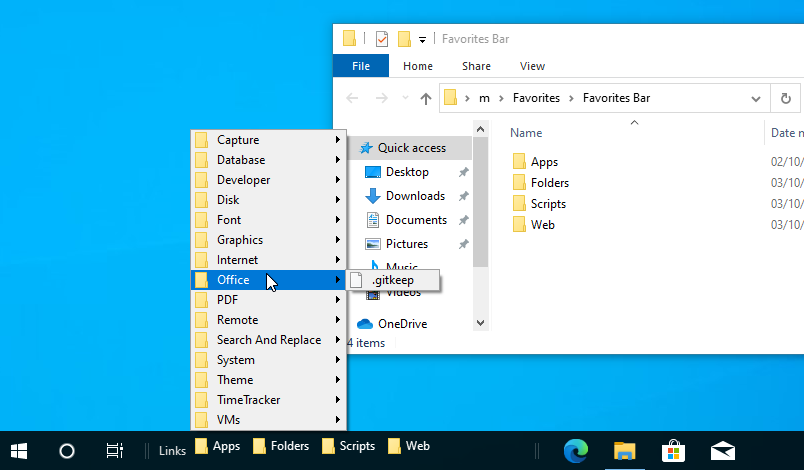 Favorites Bar
File Home Share View
m > Favorites > Favorites Bar
Name Date
Quick access
Desktop
Downloads
Documents
Pictures
Music
Videos
OneDrive
4 items
Apps 02/10/
Folders 03/10/
Scripts 03/10/
Web 03/10/
Capture
Database
Developer
Disk
Font
Graphics
Internet
Office
.gitkeep
PDF
Remote
Search And Replace
System
Theme
TimeTracker
VMs
Links Apps Folders Scripts Web